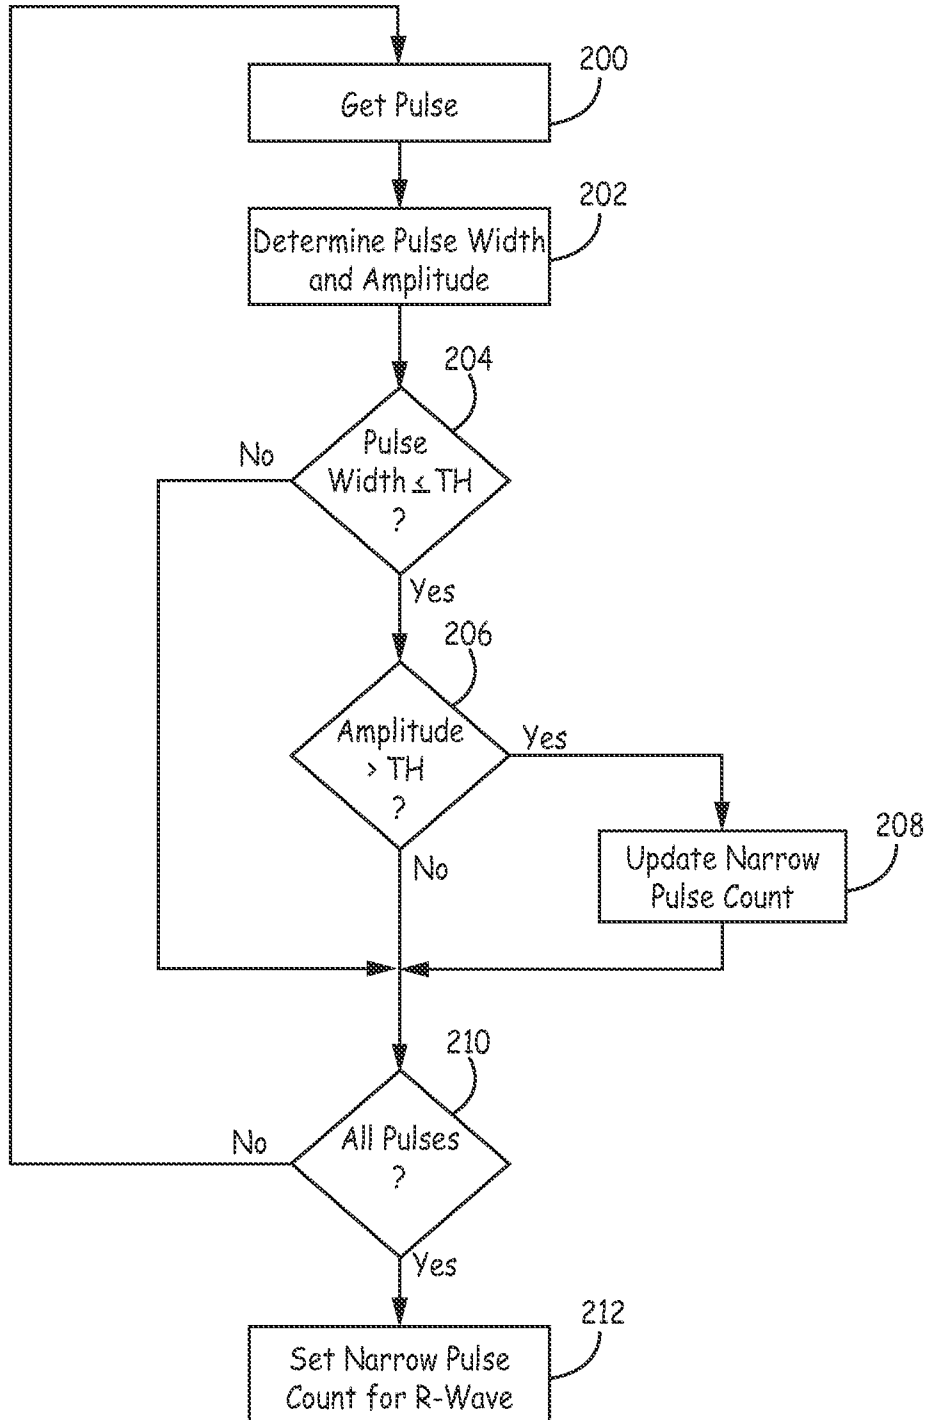 200
Get Pulse
202
Determine Pulse Width
and Amplitude
204
Pulse
Width ≤ TH
?
No
Yes
206
Amplitude
> TH
?
Yes
No
208
Update Narrow
Pulse Count
210
All Pulses
?
No
Yes
212
Set Narrow Pulse
Count for R-Wave